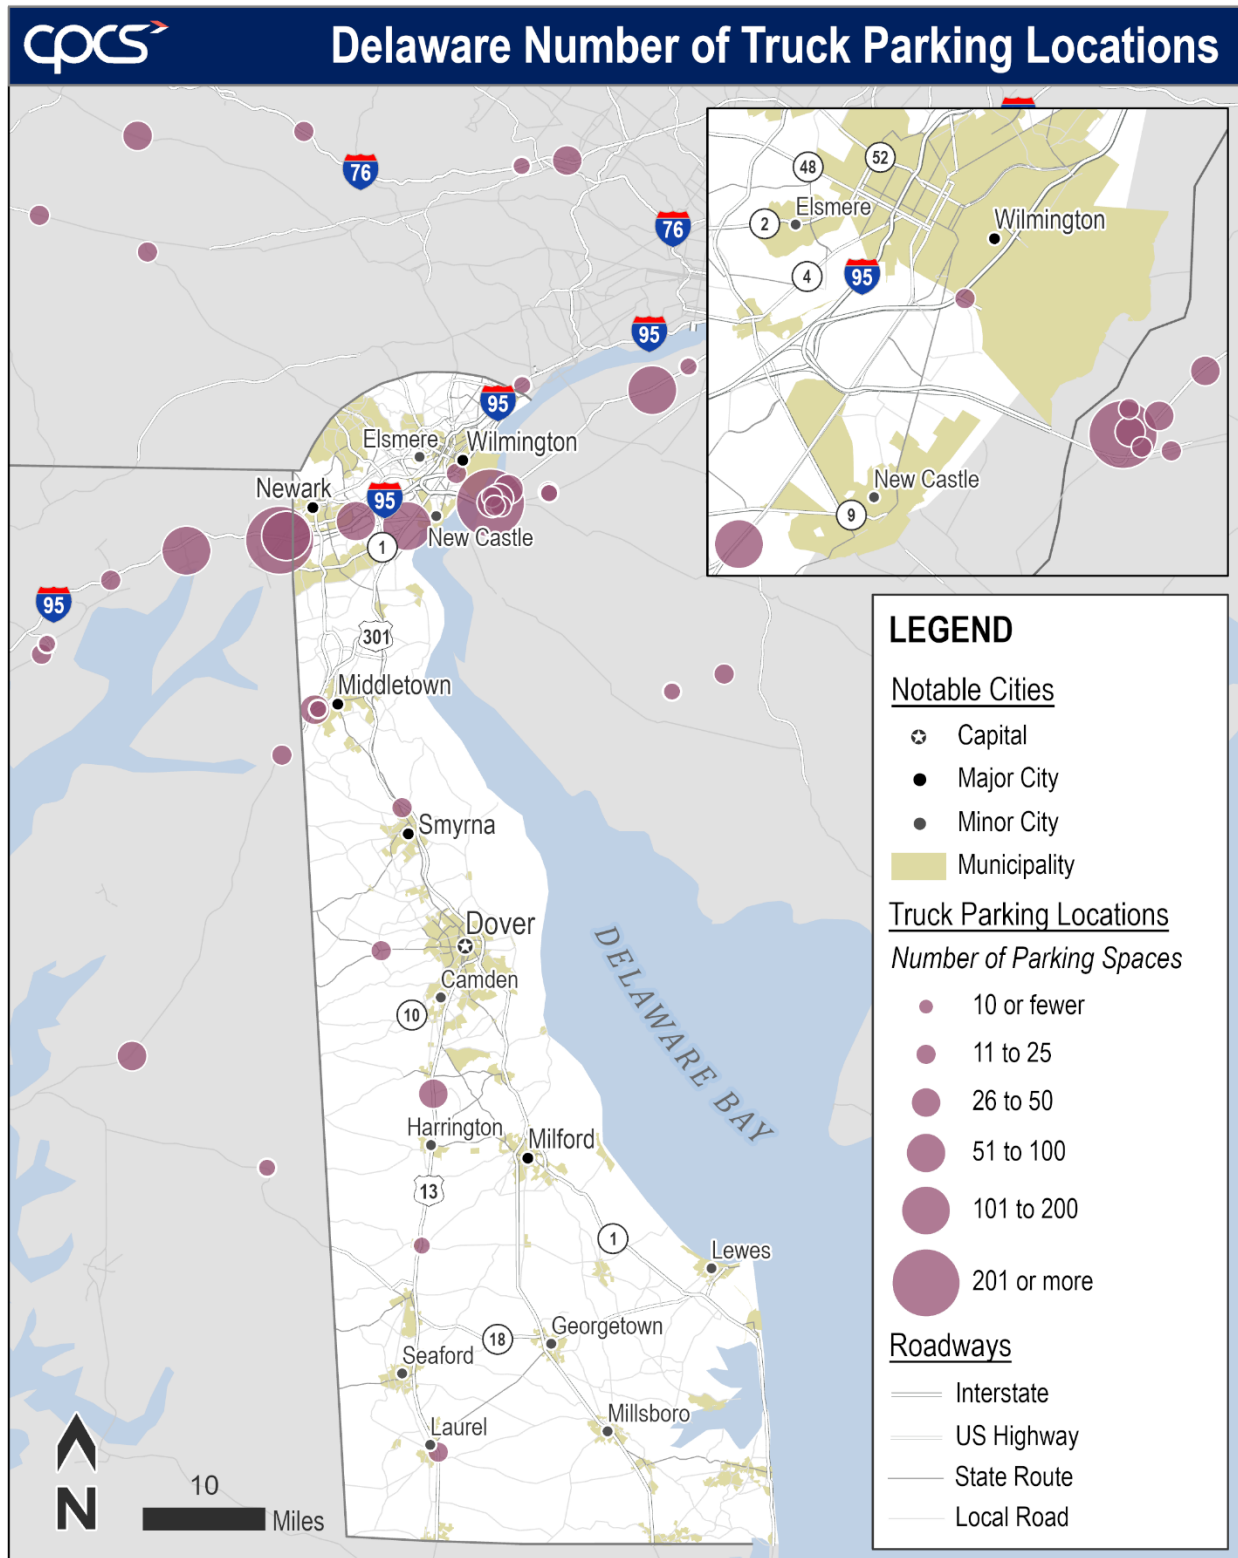 cpcs
Delaware Number of Truck Parking Locations
76
76
95
95
Elsmere
Wilmington
Newark
95
New Castle
1
95
301
Middletown
Smyrna
Dover
Camden
10
DELAWARE BAY
Harrington
Milford
13
1
Lewes
18
Georgetown
Seaford
Laurel
Millsboro
48
52
Elsmere
2
Wilmington
4
95
New Castle
9
LEGEND
Notable Cities
Capital
Major City
Minor City
Municipality
Truck Parking Locations
Number of Parking Spaces
10 or fewer
11 to 25
26 to 50
51 to 100
101 to 200
201 or more
Roadways
Interstate
US Highway
State Route
Local Road
N
10
Miles